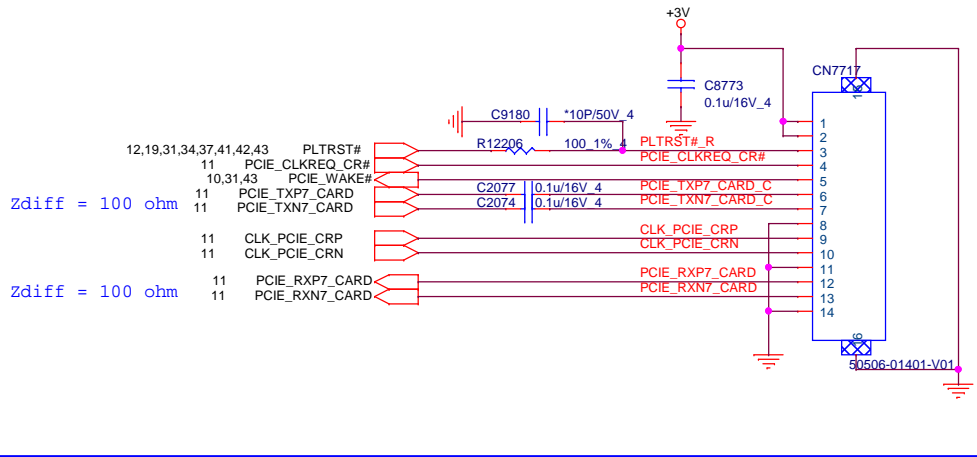 +3V
CN7717
15
C8773
0.1u/16V_4
C9180 *10P/50V_4
1
2
12,19,31,34,37,41,42,43 PLTRST# R12206 100_1%_4 PLTRST#_R 3
11 PCIE_CLKREQ_CR# PCIE_CLKREQ_CR# 4
10,31,43 PCIE_WAKE# 5
11 PCIE_TXP7_CARD C2077 0.1u/16V_4 PCIE_TXP7_CARD_C 6
Zdiff = 100 ohm 11 PCIE_TXN7_CARD C2074 0.1u/16V_4 PCIE_TXN7_CARD_C 7
8
11 CLK_PCIE_CRP CLK_PCIE_CRP 9
11 CLK_PCIE_CRN CLK_PCIE_CRN 10
11
11 PCIE_RXP7_CARD PCIE_RXP7_CARD 12
Zdiff = 100 ohm 11 PCIE_RXN7_CARD PCIE_RXN7_CARD 13
14
16
50506-01401-V01